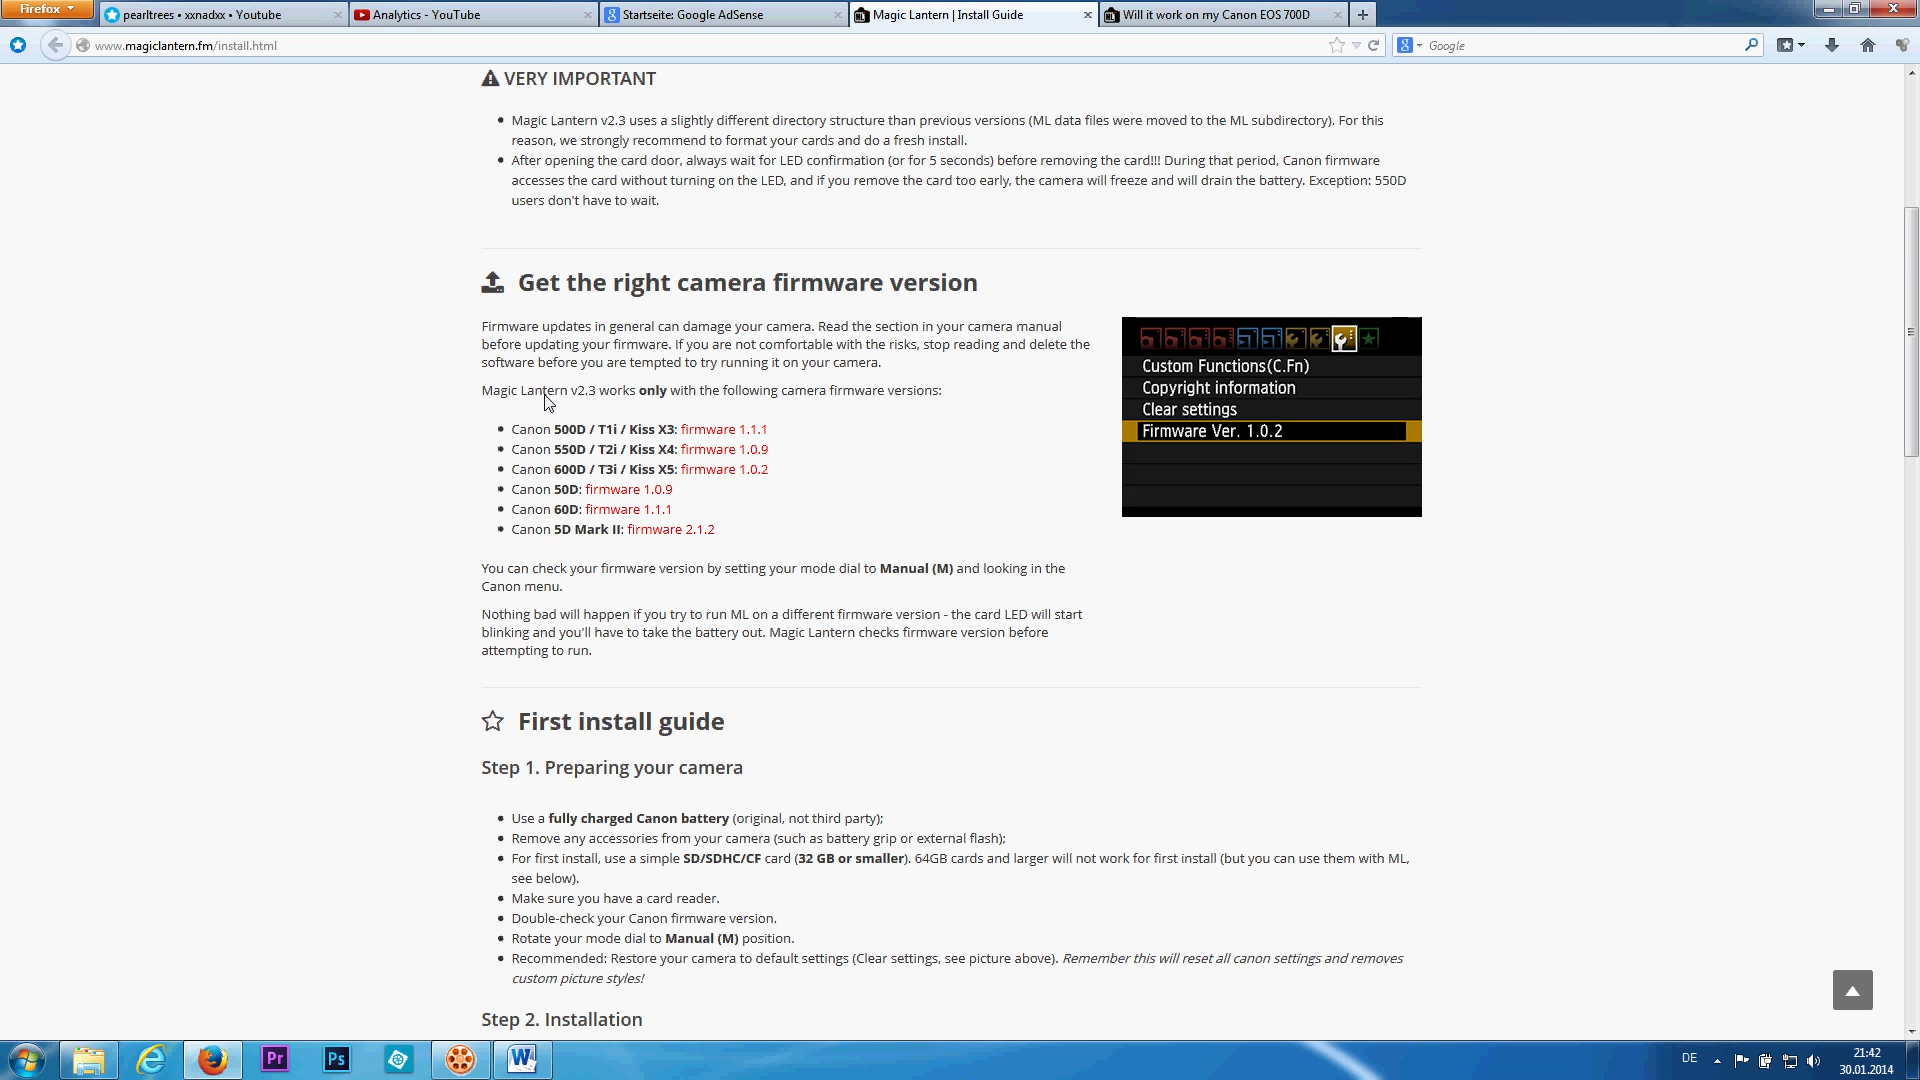 Firefox
pearltrees • xxnadxx • Youtube
Analytics - YouTube
Startseite: Google AdSense
Magic Lantern | Install Guide
Will it work on my Canon EOS 700D
www.magiclantern.fm/install.html
Google
VERY IMPORTANT
Magic Lantern v2.3 uses a slightly different directory structure than previous versions (ML data files were moved to the ML subdirectory). For this
reason, we strongly recommend to format your cards and do a fresh install.
After opening the card door, always wait for LED confirmation (or for 5 seconds) before removing the card!!! During that period, Canon firmware
accesses the card without turning on the LED, and if you remove the card too early, the camera will freeze and will drain the battery. Exception: 550D
users don't have to wait.
Get the right camera firmware version
Firmware updates in general can damage your camera. Read the section in your camera manual
before updating your firmware. If you are not comfortable with the risks, stop reading and delete the
software before you are tempted to try running it on your camera.
Magic Lantern v2.3 works only with the following camera firmware versions:
Canon 500D / T1i / Kiss X3: firmware 1.1.1
Canon 550D / T2i / Kiss X4: firmware 1.0.9
Canon 600D / T3i / Kiss X5: firmware 1.0.2
Canon 50D: firmware 1.0.9
Canon 60D: firmware 1.1.1
Canon 5D Mark II: firmware 2.1.2
Custom Functions(C.Fn)
Copyright information
Clear settings
Firmware Ver. 1.0.2
You can check your firmware version by setting your mode dial to Manual (M) and looking in the
Canon menu.
Nothing bad will happen if you try to run ML on a different firmware version - the card LED will start
blinking and you'll have to take the battery out. Magic Lantern checks firmware version before
attempting to run.
First install guide
Step 1. Preparing your camera
Use a fully charged Canon battery (original, not third party);
Remove any accessories from your camera (such as battery grip or external flash);
For first install, use a simple SD/SDHC/CF card (32 GB or smaller). 64GB cards and larger will not work for first install (but you can use them with ML,
see below).
Make sure you have a card reader.
Double-check your Canon firmware version.
Rotate your mode dial to Manual (M) position.
Recommended: Restore your camera to default settings (Clear settings, see picture above). Remember this will reset all canon settings and removes
custom picture styles!
Step 2. Installation
Pr
Ps
W
DE
21:42
30.01.2014